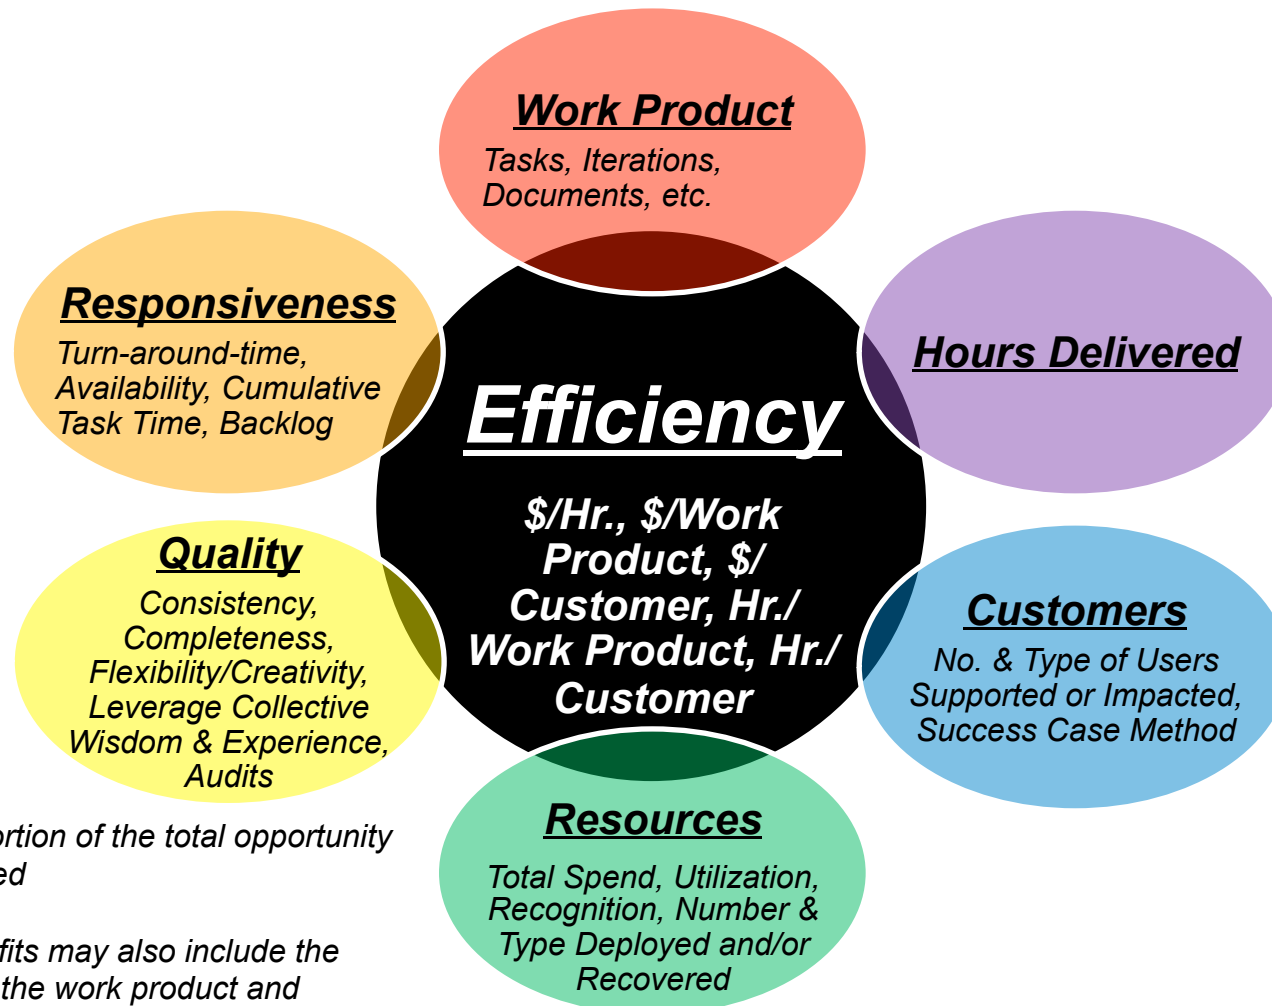 Work Product
Tasks, Iterations,
Documents, etc.
Responsiveness
Turn-around-time,
Availability, Cumulative
Task Time, Backlog
Hours Delivered
Efficiency
$/Hr., $/Work
Product, $/
Customer, Hr./
Work Product, Hr./
Customer
Quality
Consistency,
Completeness,
Flexibility/Creativity,
Leverage Collective
Wisdom & Experience,
Audits
Customers
No. & Type of Users
Supported or Impacted,
Success Case Method
Resources
Total Spend, Utilization,
Recognition, Number &
Type Deployed and/or
Recovered
of the total opportunity
may also include the
the work product and